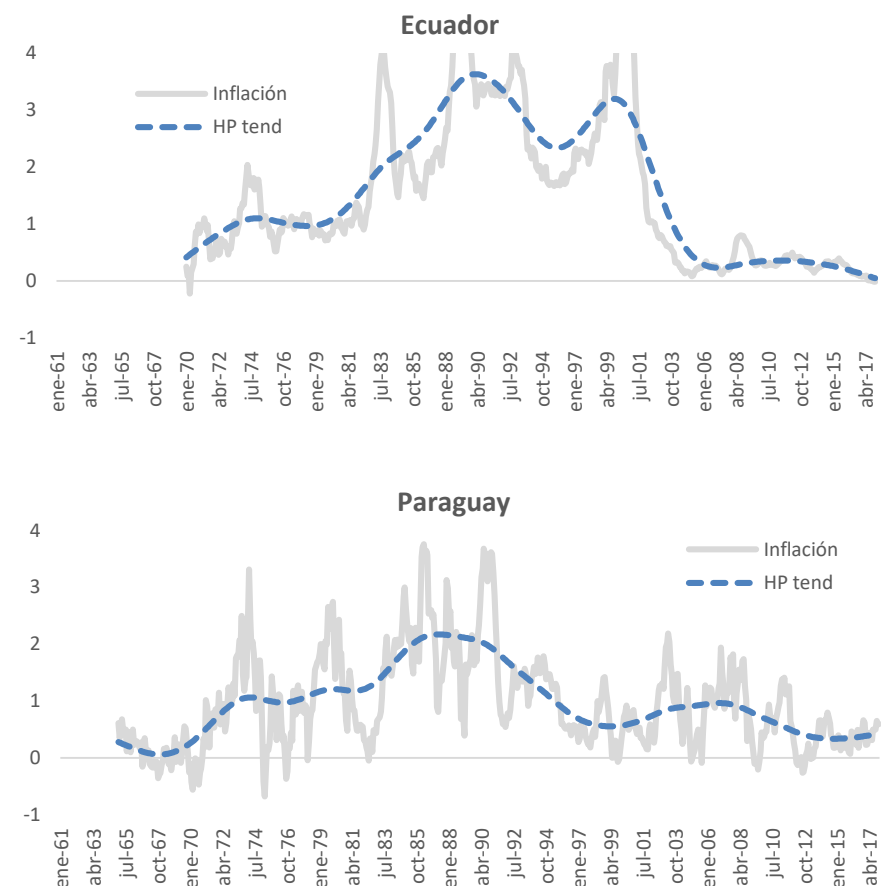 Ecuador
4
3
2
1
0
-1
Inflación
HP tend
ene-61
abr-63
jul-65
oct-67
ene-70
abr-72
jul-74
oct-76
ene-79
abr-81
jul-83
oct-85
ene-88
abr-90
jul-92
oct-94
ene-97
abr-99
jul-01
oct-03
ene-06
abr-08
jul-10
oct-12
ene-15
abr-17
Paraguay
4
3
2
1
0
-1
Inflación
HP tend
ene-61
abr-63
jul-65
oct-67
ene-70
abr-72
jul-74
oct-76
ene-79
abr-81
jul-83
oct-85
ene-88
abr-90
jul-92
oct-94
ene-97
abr-99
jul-01
oct-03
ene-06
abr-08
jul-10
oct-12
ene-15
abr-17